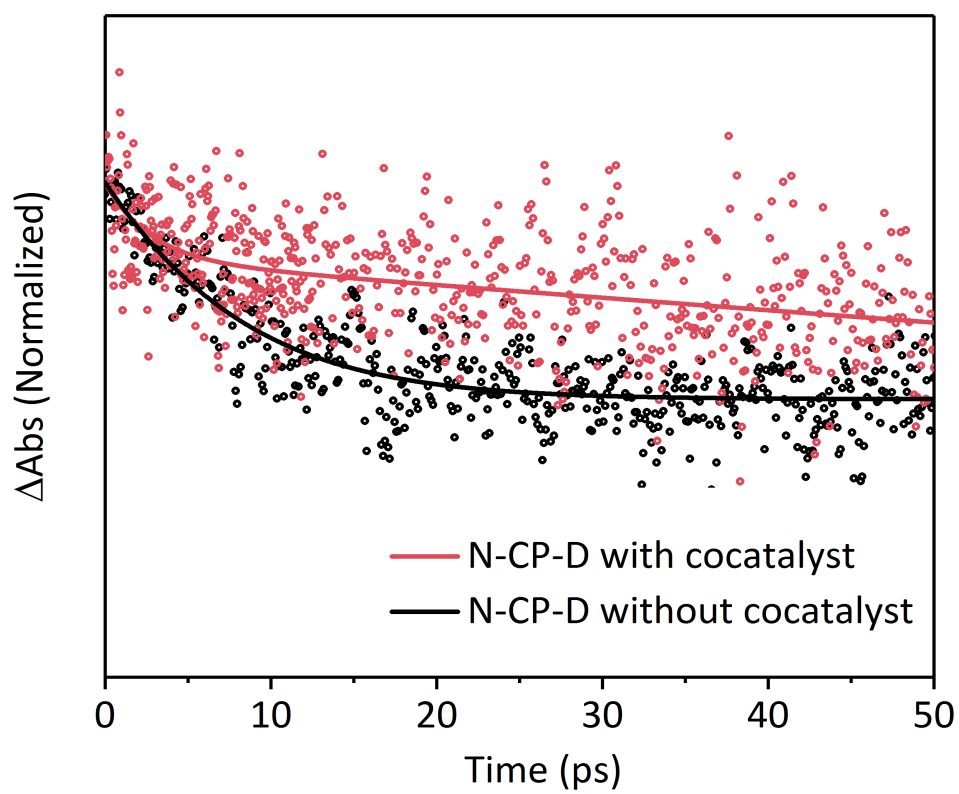 ΔAbs (Normalized)
N-CP-D with cocatalyst
N-CP-D without cocatalyst
0 10 20 30 40 50
Time (ps)